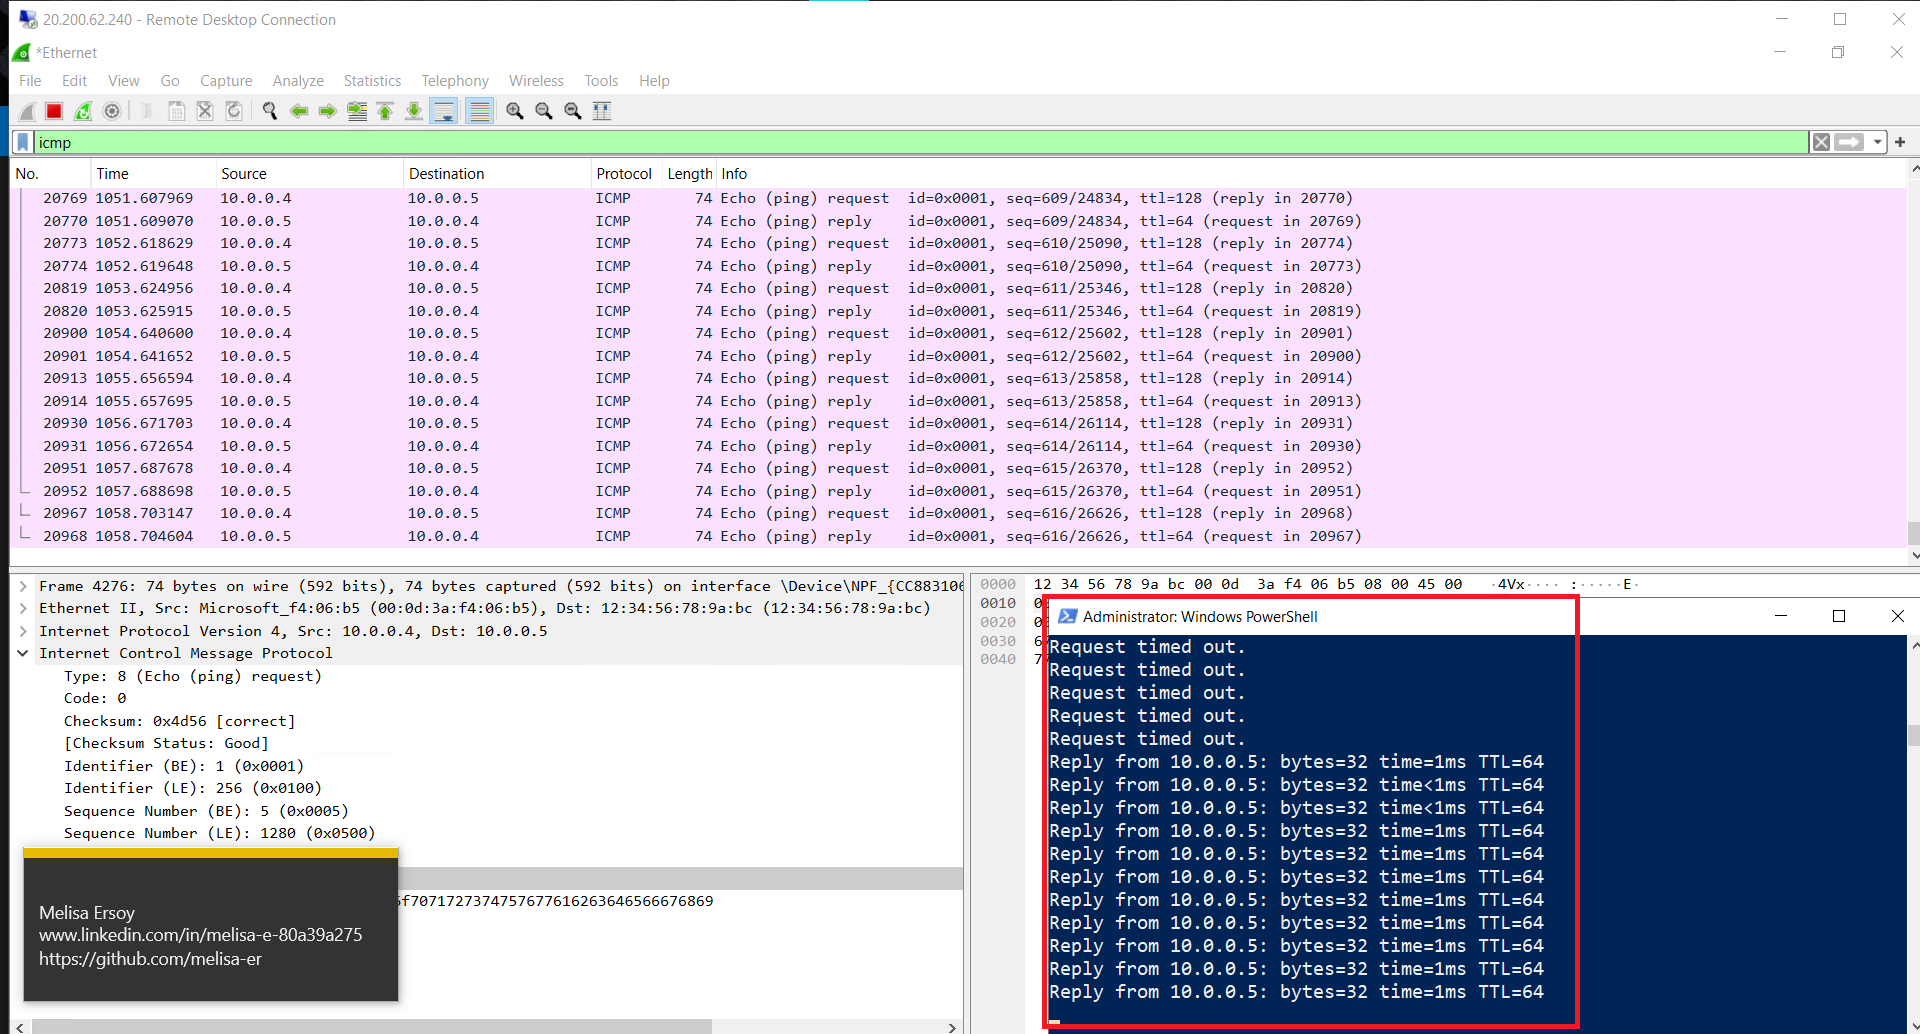 20.200.62.240 - Remote Desktop Connection
*Ethernet
File Edit View Go Capture Analyze Statistics Telephony Wireless Tools Help
icmp
No. Time Source Destination Protocol Length Info
20769 1051.607969 10.0.0.4 10.0.0.5 ICMP 74 Echo (ping) request id=0x0001, seq=609/24834, ttl=128 (reply in 20770)
20770 1051.609070 10.0.0.5 10.0.0.4 ICMP 74 Echo (ping) reply id=0x0001, seq=609/24834, ttl=64 (request in 20769)
20773 1052.618629 10.0.0.4 10.0.0.5 ICMP 74 Echo (ping) request id=0x0001, seq=610/25090, ttl=128 (reply in 20774)
20774 1052.619648 10.0.0.5 10.0.0.4 ICMP 74 Echo (ping) reply id=0x0001, seq=610/25090, ttl=64 (request in 20773)
20819 1053.624956 10.0.0.4 10.0.0.5 ICMP 74 Echo (ping) request id=0x0001, seq=611/25346, ttl=128 (reply in 20820)
20820 1053.625915 10.0.0.5 10.0.0.4 ICMP 74 Echo (ping) reply id=0x0001, seq=611/25346, ttl=64 (request in 20819)
20900 1054.640600 10.0.0.4 10.0.0.5 ICMP 74 Echo (ping) request id=0x0001, seq=612/25602, ttl=128 (reply in 20901)
20901 1054.641652 10.0.0.5 10.0.0.4 ICMP 74 Echo (ping) reply id=0x0001, seq=612/25602, ttl=64 (request in 20900)
20913 1055.656594 10.0.0.4 10.0.0.5 ICMP 74 Echo (ping) request id=0x0001, seq=613/25858, ttl=128 (reply in 20914)
20914 1055.657695 10.0.0.5 10.0.0.4 ICMP 74 Echo (ping) reply id=0x0001, seq=613/25858, ttl=64 (request in 20913)
20930 1056.671703 10.0.0.4 10.0.0.5 ICMP 74 Echo (ping) request id=0x0001, seq=614/26114, ttl=128 (reply in 20931)
20931 1056.672654 10.0.0.5 10.0.0.4 ICMP 74 Echo (ping) reply id=0x0001, seq=614/26114, ttl=64 (request in 20930)
20951 1057.687678 10.0.0.4 10.0.0.5 ICMP 74 Echo (ping) request id=0x0001, seq=615/26370, ttl=128 (reply in 20952)
20952 1057.688698 10.0.0.5 10.0.0.4 ICMP 74 Echo (ping) reply id=0x0001, seq=615/26370, ttl=64 (request in 20951)
20967 1058.703147 10.0.0.4 10.0.0.5 ICMP 74 Echo (ping) request id=0x0001, seq=616/26626, ttl=128 (reply in 20968)
20968 1058.704604 10.0.0.5 10.0.0.4 ICMP 74 Echo (ping) reply id=0x0001, seq=616/26626, ttl=64 (request in 20967)
Frame 4276: 74 bytes on wire (592 bits), 74 bytes captured (592 bits) on interface \Device\NPF_{CC883106
Ethernet II, Src: Microsoft_f4:06:b5 (00:0d:3a:f4:06:b5), Dst: 12:34:56:78:9a:bc (12:34:56:78:9a:bc)
Internet Protocol Version 4, Src: 10.0.0.4, Dst: 10.0.0.5
Internet Control Message Protocol
Type: 8 (Echo (ping) request)
Code: 0
Checksum: 0x4d56 [correct]
[Checksum Status: Good]
Identifier (BE): 1 (0x0001)
Identifier (LE): 256 (0x0100)
Sequence Number (BE): 5 (0x0005)
Sequence Number (LE): 1280 (0x0500)
6f7071727374757677616263646566676869
Melisa Ersoy
www.linkedin.com/in/melisa-e-80a39a275
https://github.com/melisa-er
0000 12 34 56 78 9a bc 00 0d 3a f4 06 b5 08 00 45 00 ·4Vx···· :·····E·
0010
0020
0030
0040
Administrator: Windows PowerShell
Request timed out.
Request timed out.
Request timed out.
Request timed out.
Request timed out.
Reply from 10.0.0.5: bytes=32 time=1ms TTL=64
Reply from 10.0.0.5: bytes=32 time<1ms TTL=64
Reply from 10.0.0.5: bytes=32 time<1ms TTL=64
Reply from 10.0.0.5: bytes=32 time=1ms TTL=64
Reply from 10.0.0.5: bytes=32 time=1ms TTL=64
Reply from 10.0.0.5: bytes=32 time=1ms TTL=64
Reply from 10.0.0.5: bytes=32 time=1ms TTL=64
Reply from 10.0.0.5: bytes=32 time=1ms TTL=64
Reply from 10.0.0.5: bytes=32 time=1ms TTL=64
Reply from 10.0.0.5: bytes=32 time=1ms TTL=64
Reply from 10.0.0.5: bytes=32 time=1ms TTL=64